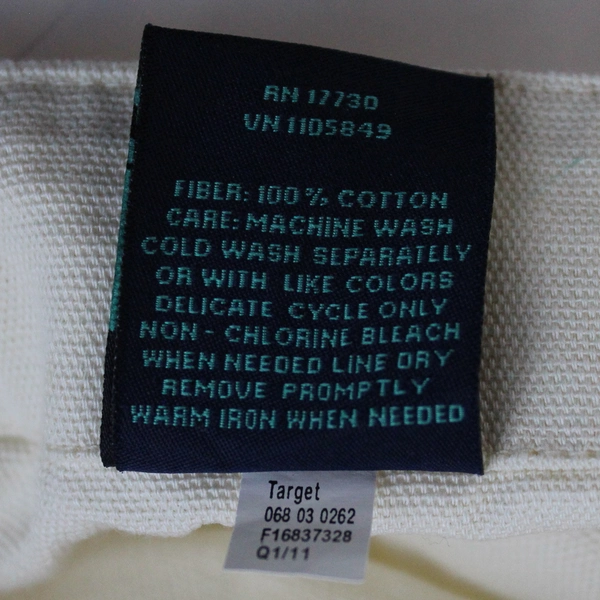 RN 17730
VN 1105849
FIBER: 100% COTTON
CARE: MACHINE WASH
COLD WASH SEPARATELY
OR WITH LIKE COLORS
DELICATE CYCLE ONLY
NON-CHLORINE BLEACH
WHEN NEEDED LINE DRY
REMOVE PROMPTLY
WARM IRON WHEN NEEDED
Target
068 03 0262
F16837328
Q1/11